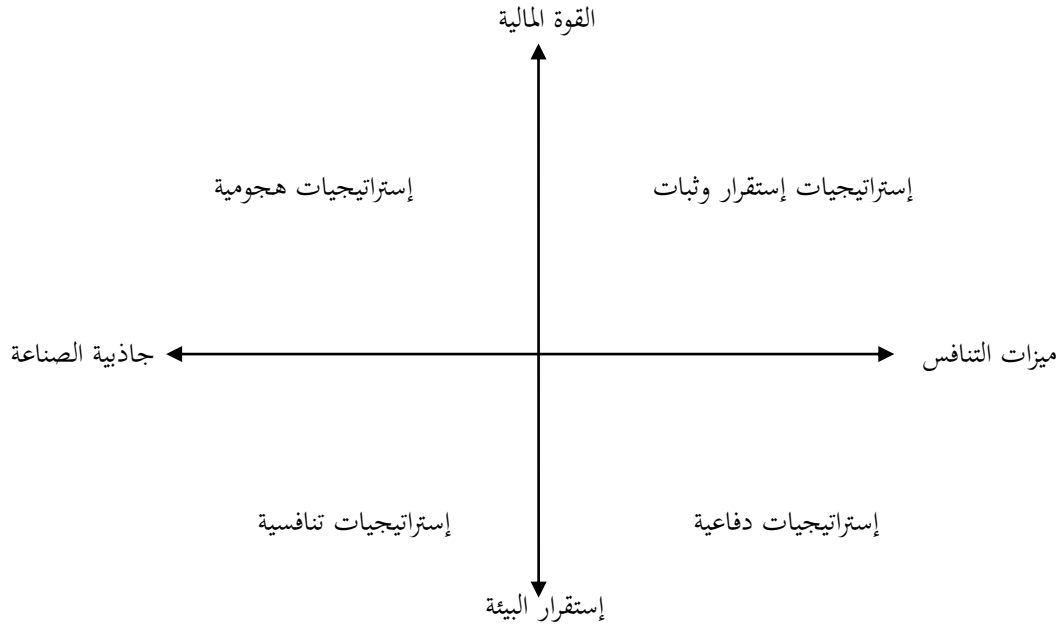 القوة المالية
إستراتيجيات إستقرار وثبات
إستراتيجيات هجومية
ميزات التنافس
جاذبية الصناعة
إستراتيجيات دفاعية
إستراتيجيات تنافسية
إستقرار البيئة